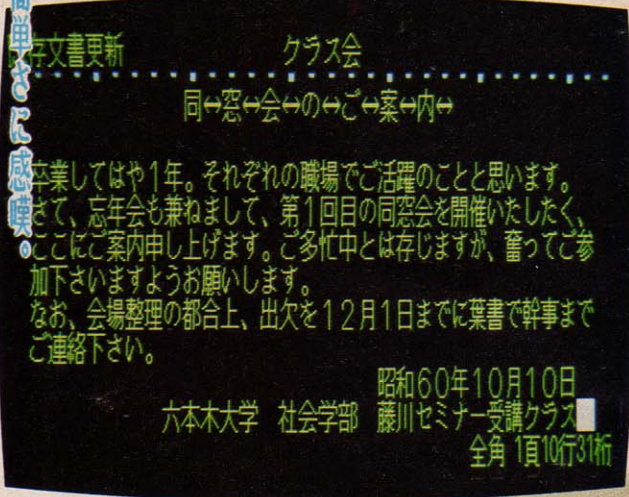 簡単さに感嘆。
存文書更新　クラス会
同↔窓↔会↔の↔ご↔案↔内↔
卒業してはや1年。それぞれの職場でご活躍のことと思います。
さて、忘年会も兼ねまして、第1回目の同窓会を開催いたしたく、
ここにご案内申し上げます。ご多忙中とは存じますが、奮ってご参
加下さいますようお願いします。
なお、会場整理の都合上、出欠を12月1日までに葉書で幹事まで
ご連絡下さい。
昭和60年10月10日
六本木大学　社会学部　藤川セミナー受講クラス
全角 1頁10行31桁